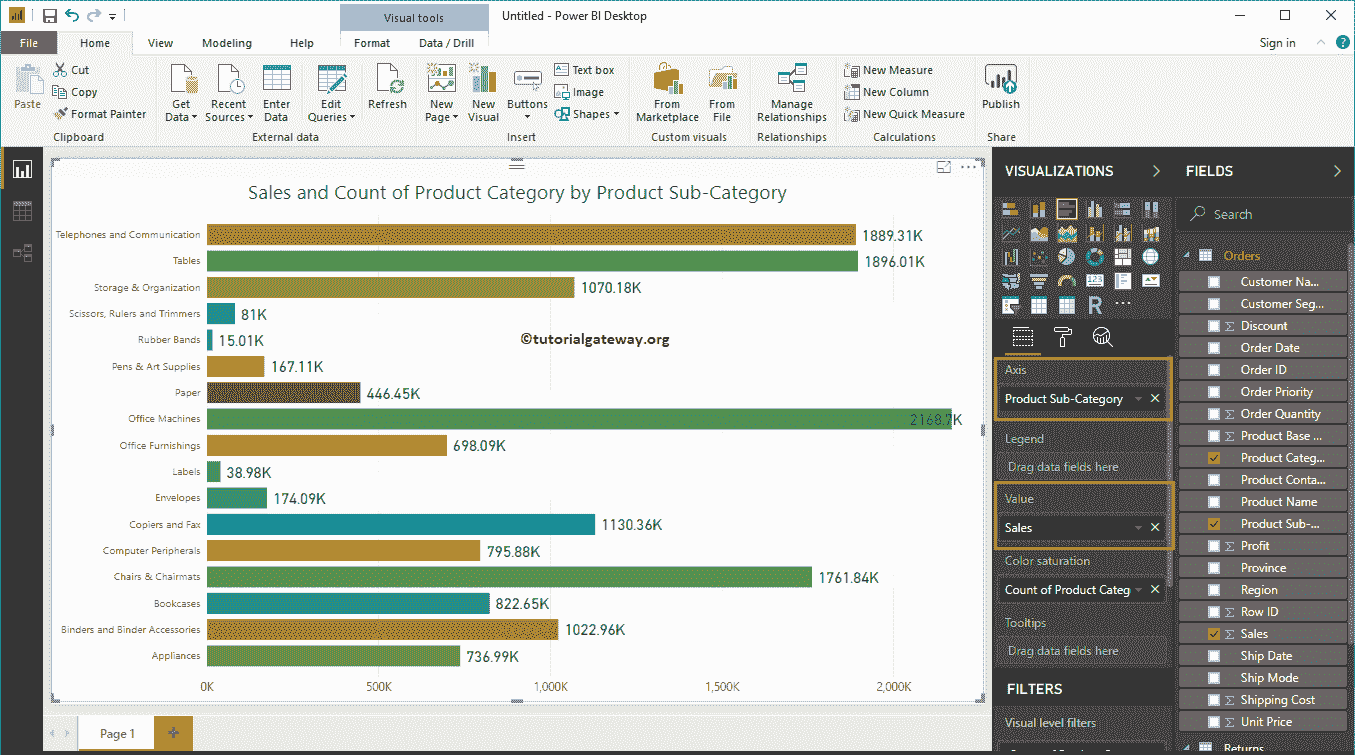 Visual tools
Untitled - Power BI Desktop
File
Home
View
Modeling
Help
Format
Data / Drill
Sign in
?
Paste
Cut
Copy
Format Painter
Clipboard
Get Data
Recent Sources
Enter Data
Edit Queries
External data
Refresh
New Page
New Visual
Buttons
Text box
Image
Shapes
Insert
From Marketplace
From File
Custom visuals
Manage Relationships
Relationships
New Measure
New Column
New Quick Measure
Calculations
Publish
Share
Sales and Count of Product Category by Product Sub-Category
Telephones and Communication 1889.31K
Tables 1896.01K
Storage & Organization 1070.18K
Scissors, Rulers and Trimmers 81K
Rubber Bands 15.01K
©tutorialgateway.org
Pens & Art Supplies 167.11K
Paper 446.45K
Office Machines 2168.7K
Office Furnishings 698.09K
Labels 38.98K
Envelopes 174.09K
Copiers and Fax 1130.36K
Computer Peripherals 795.88K
Chairs & Chairmats 1761.84K
Bookcases 822.65K
Binders and Binder Accessories 1022.96K
Appliances 736.99K
0K 500K 1,000K 1,500K 2,000K
Page 1
VISUALIZATIONS
123
R
Axis
Product Sub-Category
Legend
Drag data fields here
Value
Sales
Color saturation
Count of Product Categ
Tooltips
Drag data fields here
FILTERS
Visual level filters
FIELDS
Search
Orders
Customer Na...
Customer Seg...
Discount
Order Date
Order ID
Order Priority
Order Quantity
Product Base ...
Product Categ...
Product Conta...
Product Name
Product Sub-...
Profit
Province
Region
Row ID
Sales
Ship Date
Ship Mode
Shipping Cost
Unit Price
Returns